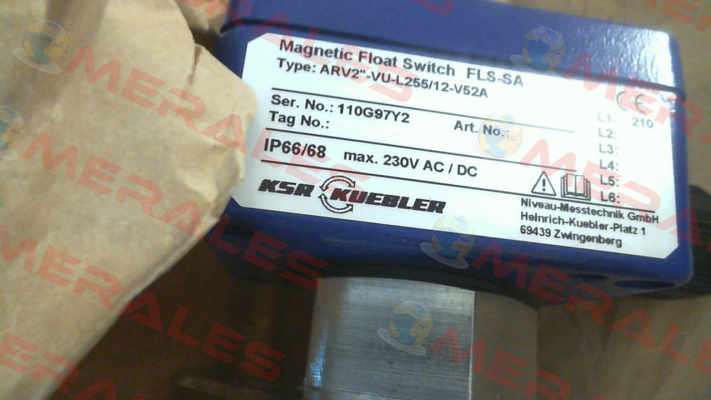 Magnetic Float Switch FLS-SA
Type: ARV2"-VU-L255/12-V52A
Ser. No.: 110G97Y2 Art. No.:
Tag No.:
IP66/68 max. 230V AC / DC
CE
L1 210
L2:
L3:
L4:
L5:
L6:
KSR KUEBLER
Niveau-Messtechnik GmbH
Heinrich-Kuebler-Platz 1
69439 Zwingenberg
MERALES
MERALES
MERALES
MERALES
MERALES